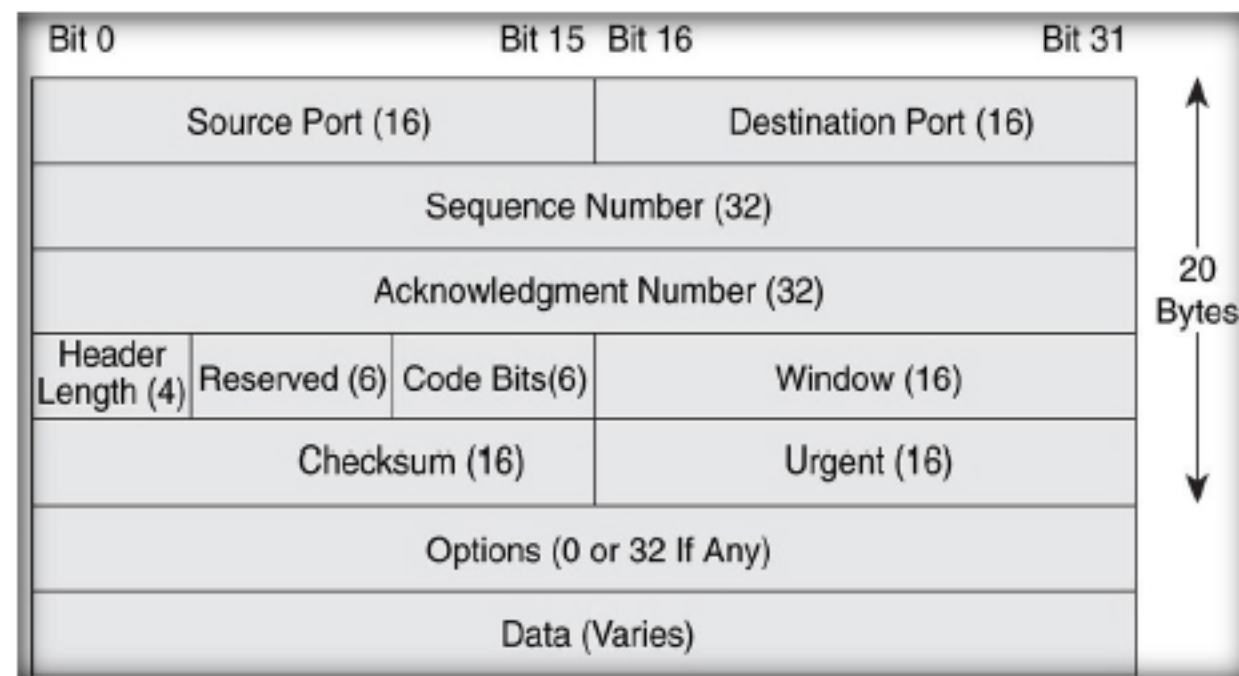 Bit 0 Bit 15 Bit 16 Bit 31
Source Port (16) Destination Port (16)
Sequence Number (32)
Acknowledgment Number (32)
20
Bytes
Header
Length (4) Reserved (6) Code Bits(6) Window (16)
Checksum (16) Urgent (16)
Options (0 or 32 If Any)
Data (Varies)